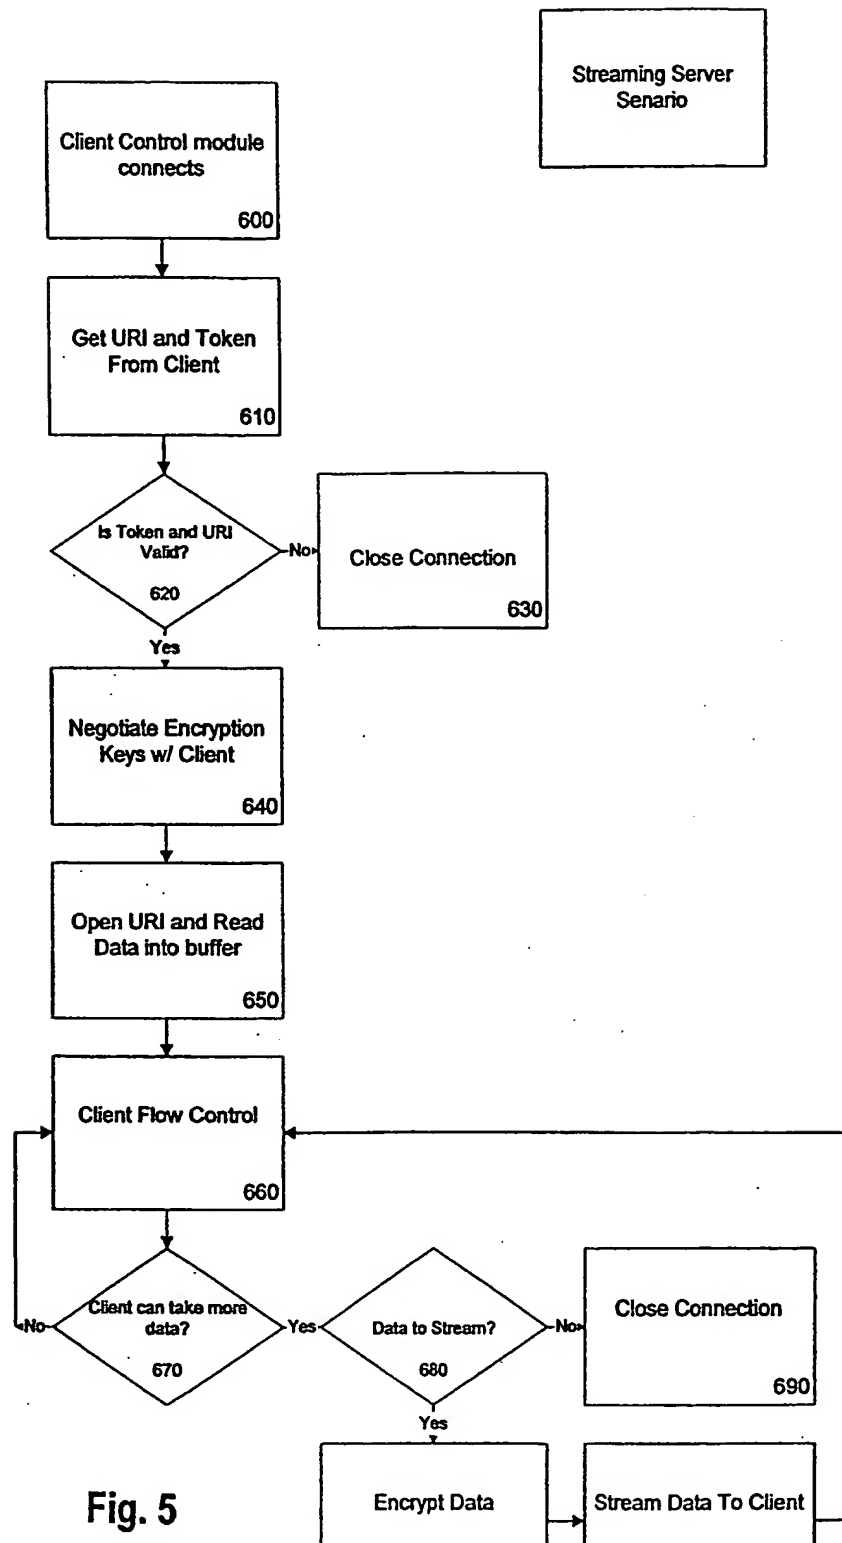 Streaming Server
Senario
Client Control module
connects
600
Get URI and Token
From Client
610
Is Token and URI
Valid?
620
No
Close Connection
630
Yes
Negotiate Encryption
Keys w/ Client
640
Open URI and Read
Data into buffer
650
Client Flow Control
660
No
Client can take more
data?
670
Yes
Data to Stream?
680
No
Close Connection
690
Yes
Encrypt Data
Stream Data To Client
Fig. 5